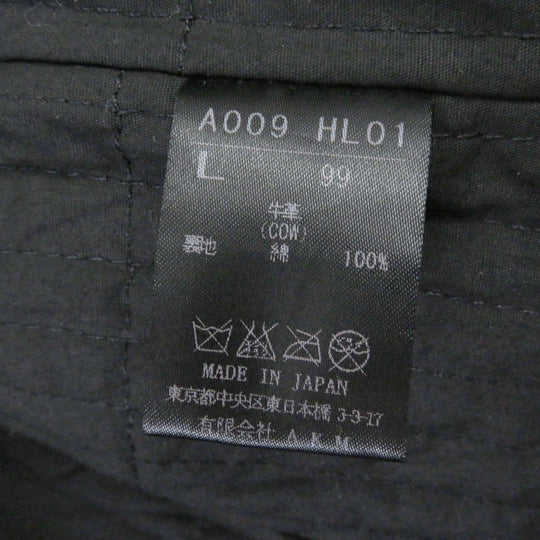 A009 HL01
L 99
牛革
(COW)
裏地 綿 100%
MADE IN JAPAN
東京都中央区東日本橋 3-3-17
有限会社 A K M